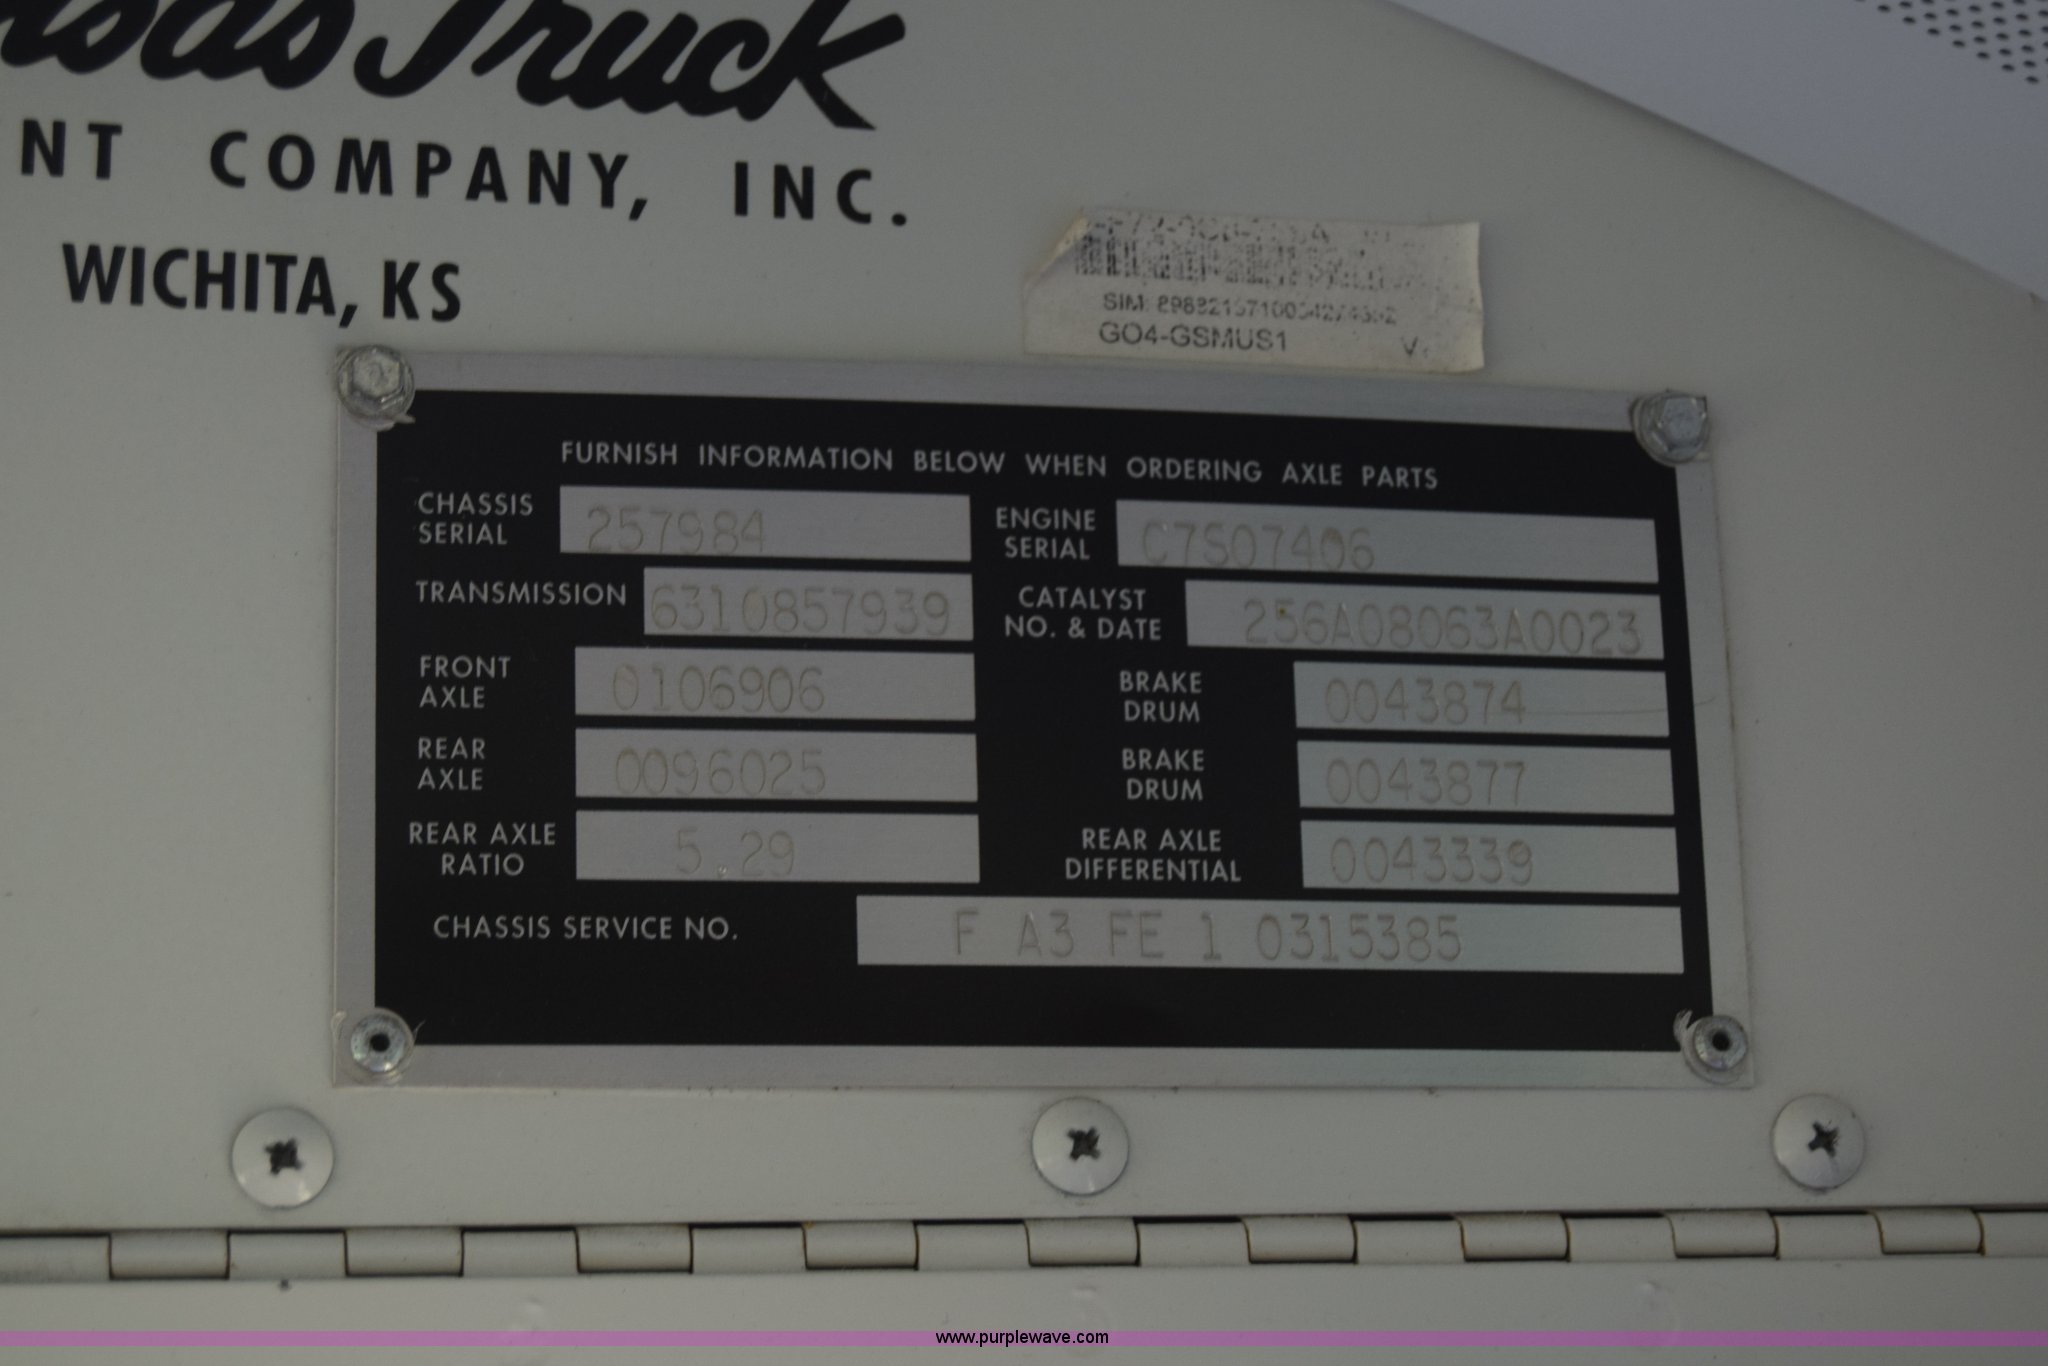 nsas Truck
NT COMPANY, INC.
WICHITA, KS
GO4-GSMUS1
FURNISH INFORMATION BELOW WHEN ORDERING AXLE PARTS
CHASSIS SERIAL 257984 ENGINE SERIAL C7S07406
TRANSMISSION 6310857939 CATALYST NO. & DATE 256A08063A0023
FRONT AXLE 0106906 BRAKE DRUM 0043874
REAR AXLE 0096025 BRAKE DRUM 0043877
REAR AXLE RATIO 5.29 REAR AXLE DIFFERENTIAL 0043339
CHASSIS SERVICE NO. F A3 FE 1 0315385
www.purplewave.com